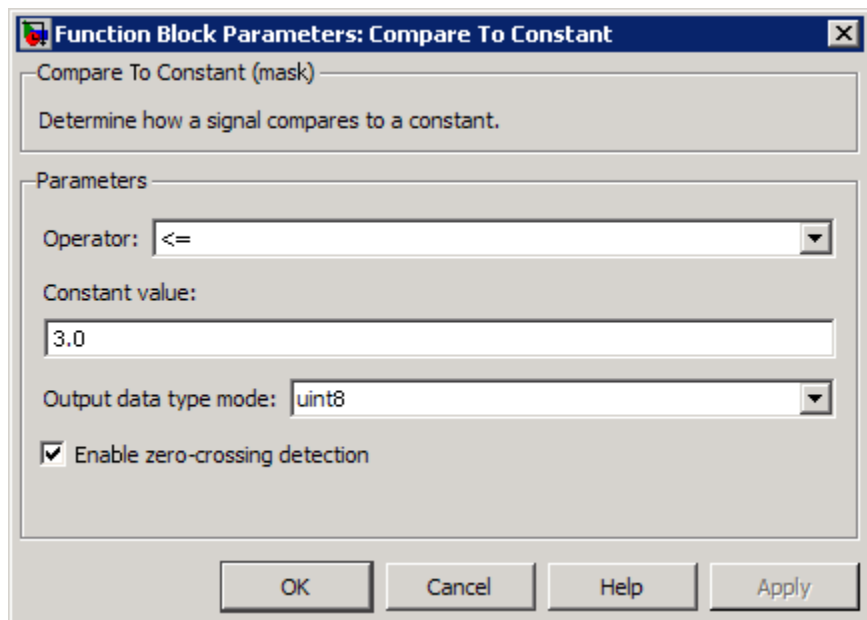 Function Block Parameters: Compare To Constant
Compare To Constant (mask)
Determine how a signal compares to a constant.
Parameters
Operator: <=
Constant value:
3.0
Output data type mode: uint8
Enable zero-crossing detection
OK Cancel Help Apply